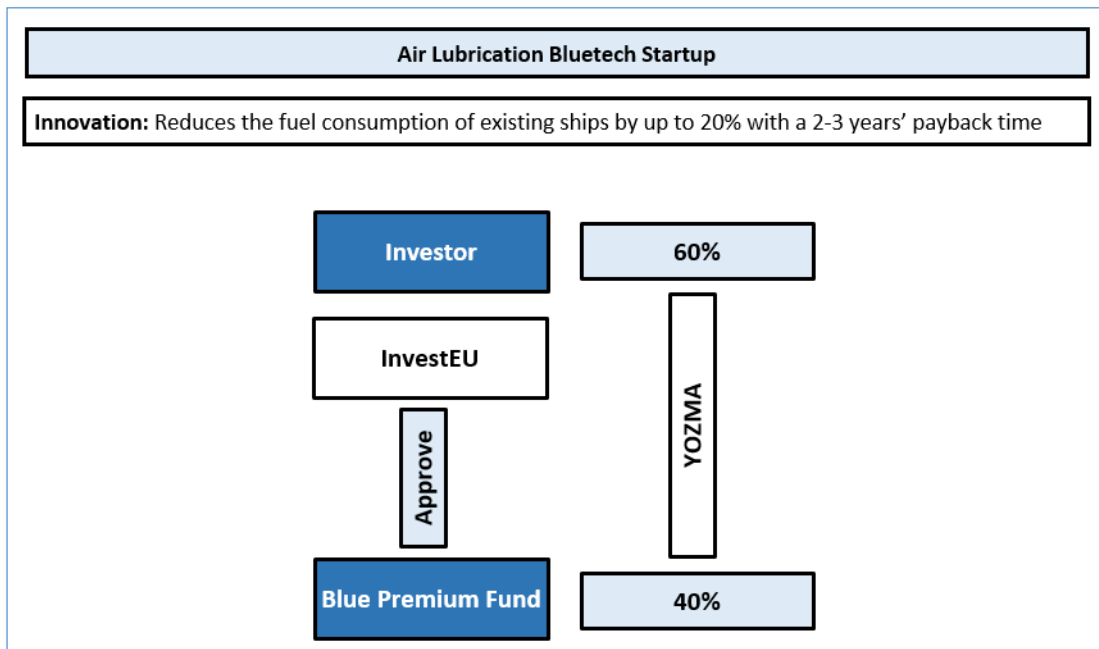 Air Lubrication Bluetech Startup
Innovation: Reduces the fuel consumption of existing ships by up to 20% with a 2-3 years’ payback time
Investor
60%
InvestEU
YOZMA
Approve
Blue Premium Fund
40%